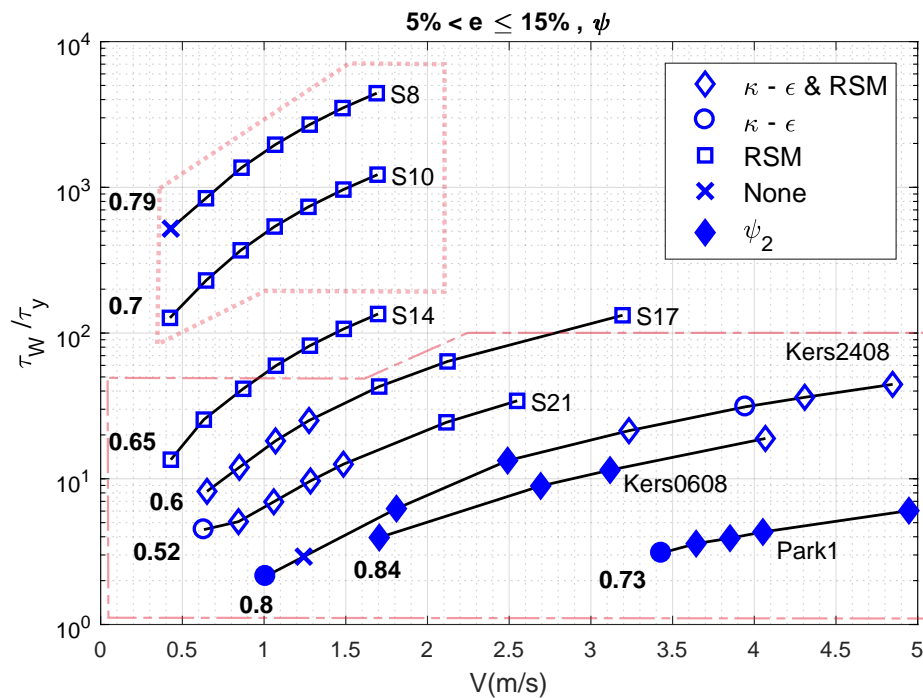 5% < e ≤ 15% , ψ
10^4
10^3
10^2
10^1
10^0
τ_W/τ_y
κ - ϵ & RSM
κ - ϵ
RSM
None
ψ_2
S8
0.79
S10
0.7
S14
S17
Kers2408
0.65
S21
0.6
Kers0608
0.52
0.84
Park1
0.8
0.73
0 0.5 1 1.5 2 2.5 3 3.5 4 4.5 5
V(m/s)